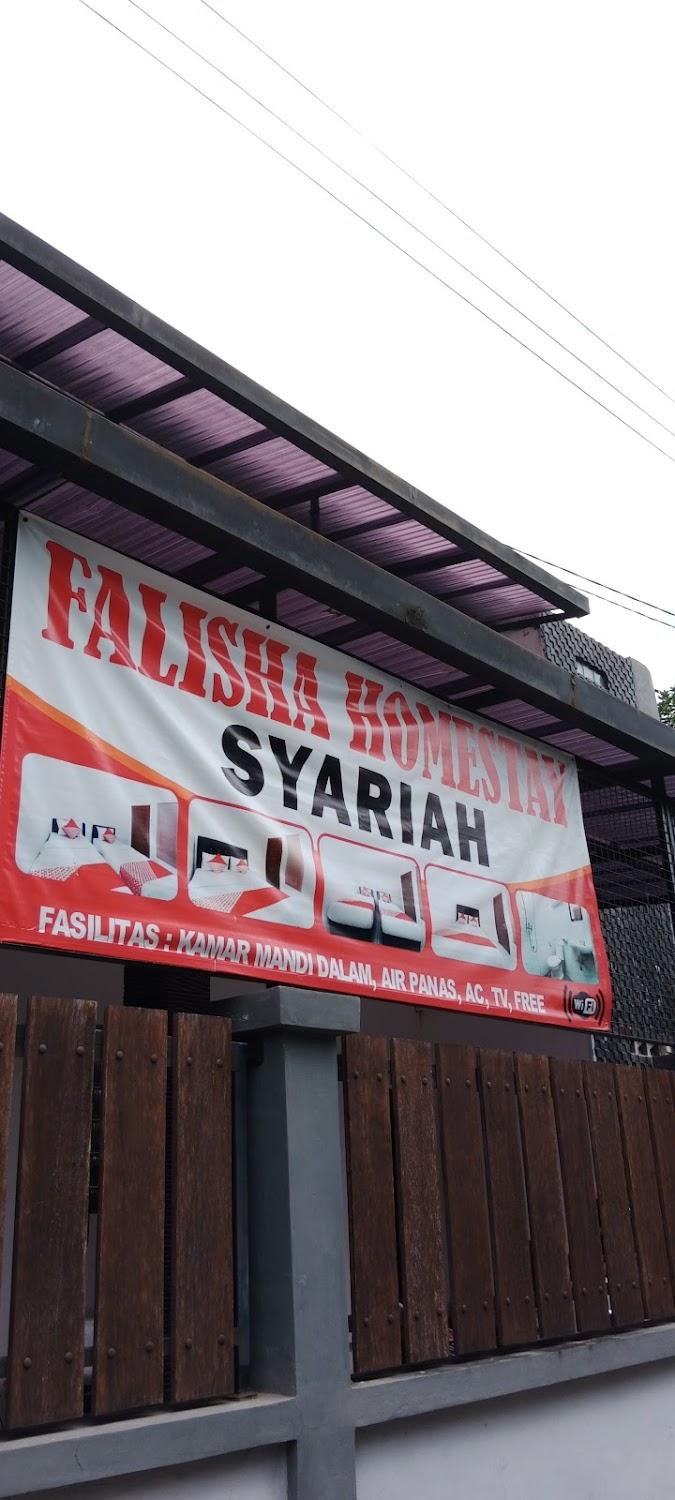 FALISHA HOMESTAY
SYARIAH
FASILITAS : KAMAR MANDI DALAM, AIR PANAS, AC, TV, FREE WiFi